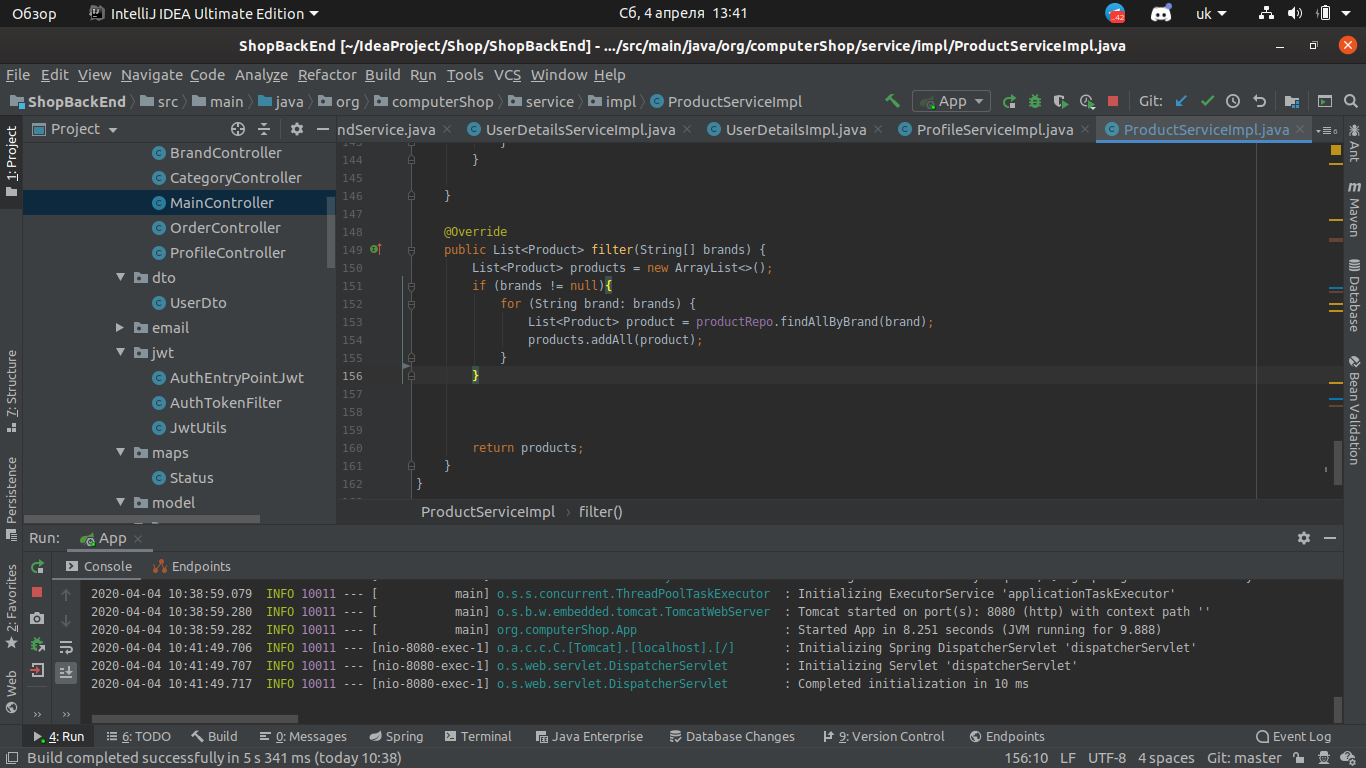 Обзор IntelliJ IDEA Ultimate Edition Сб, 4 апреля 13:41 42 uk
ShopBackEnd [~/IdeaProject/Shop/ShopBackEnd] - .../src/main/java/org/computerShop/service/impl/ProductServiceImpl.java
File Edit View Navigate Code Analyze Refactor Build Run Tools VCS Window Help
ShopBackEnd src main java org computerShop service impl ProductServiceImpl App Git:
1: Project
7: Structure
Persistence
2: Favorites
Web
Project
BrandController
CategoryController
MainController
OrderController
ProfileController
dto
UserDto
email
jwt
AuthEntryPointJwt
AuthTokenFilter
JwtUtils
maps
Status
model
ndService.java UserDetailsServiceImpl.java UserDetailsImpl.java ProfileServiceImpl.java ProductServiceImpl.java 6
143 }
144 }
145
146 }
147
148 @Override
149 public List<Product> filter(String[] brands) {
150 List<Product> products = new ArrayList<>();
151 if (brands != null){
152 for (String brand: brands) {
153 List<Product> product = productRepo.findAllByBrand(brand);
154 products.addAll(product);
155 }
156 }
157
158
159
160 return products;
161 }
162 }
ProductServiceImpl › filter()
Ant
Maven
Database
Bean Validation
Run: App
Console Endpoints
2020-04-04 10:38:59.079 INFO 10011 --- [ main] o.s.s.concurrent.ThreadPoolTaskExecutor : Initializing ExecutorService 'applicationTaskExecutor'
2020-04-04 10:38:59.280 INFO 10011 --- [ main] o.s.b.w.embedded.tomcat.TomcatWebServer : Tomcat started on port(s): 8080 (http) with context path ''
2020-04-04 10:38:59.282 INFO 10011 --- [ main] org.computerShop.App : Started App in 8.251 seconds (JVM running for 9.888)
2020-04-04 10:41:49.706 INFO 10011 --- [nio-8080-exec-1] o.a.c.c.C.[Tomcat].[localhost].[/] : Initializing Spring DispatcherServlet 'dispatcherServlet'
2020-04-04 10:41:49.707 INFO 10011 --- [nio-8080-exec-1] o.s.web.servlet.DispatcherServlet : Initializing Servlet 'dispatcherServlet'
2020-04-04 10:41:49.717 INFO 10011 --- [nio-8080-exec-1] o.s.web.servlet.DispatcherServlet : Completed initialization in 10 ms
4: Run 6: TODO Build 0: Messages Spring Terminal Java Enterprise Database Changes 9: Version Control Endpoints Event Log
Build completed successfully in 5 s 341 ms (today 10:38) 156:10 LF UTF-8 4 spaces Git: master